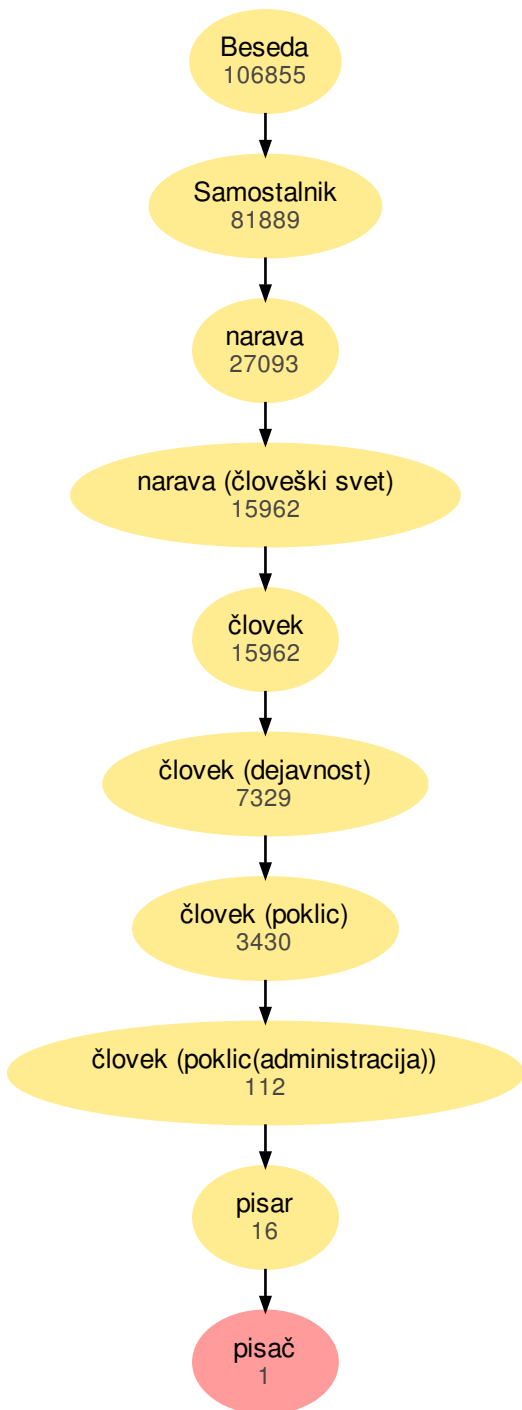 Beseda
106855
Samostalnik
81889
narava
27093
narava (človeški svet)
15962
človek
15962
človek (dejavnost)
7329
človek (poklic)
3430
človek (poklic(administracija))
112
pisar
16
pisač
1